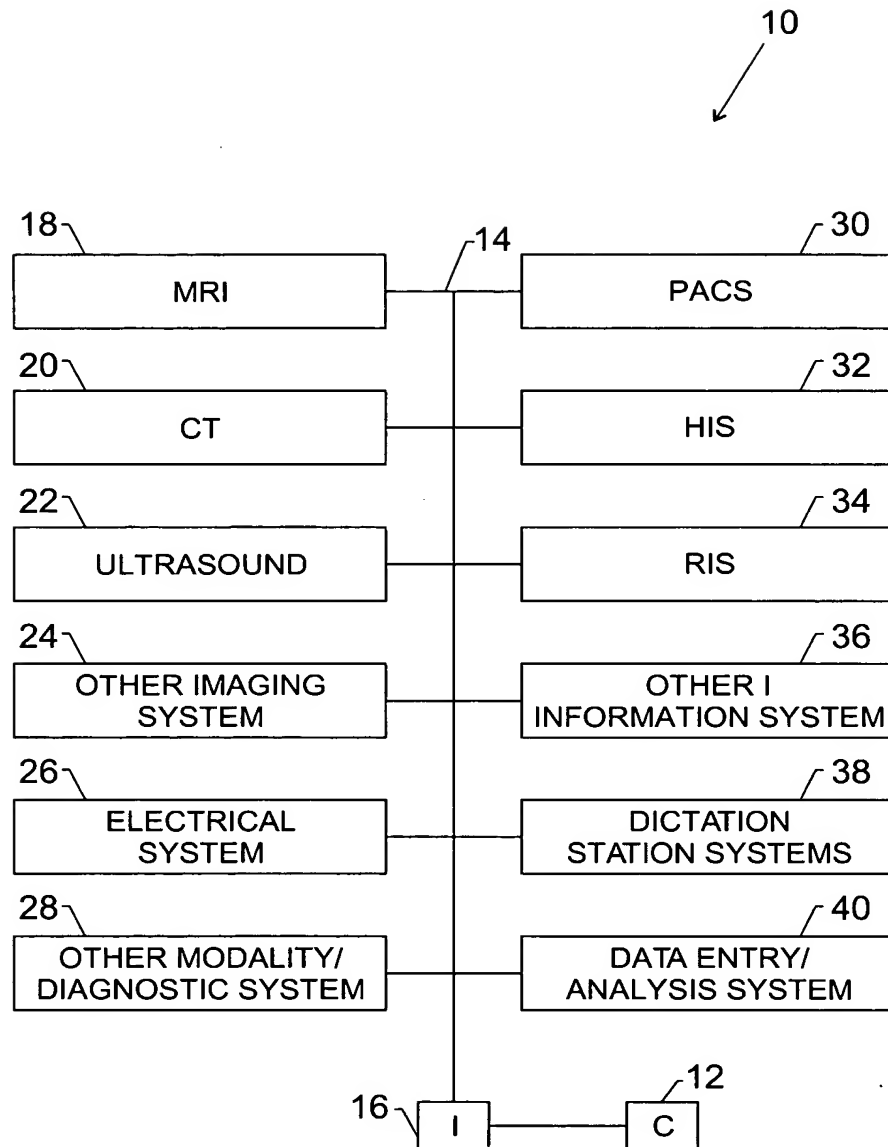 10
18
14
30
MRI
PACS
20
32
CT
HIS
22
34
ULTRASOUND
RIS
24
36
OTHER IMAGING
SYSTEM
OTHER I
INFORMATION SYSTEM
26
38
ELECTRICAL
SYSTEM
DICTATION
STATION SYSTEMS
28
40
OTHER MODALITY/
DIAGNOSTIC SYSTEM
DATA ENTRY/
ANALYSIS SYSTEM
16
I
12
C